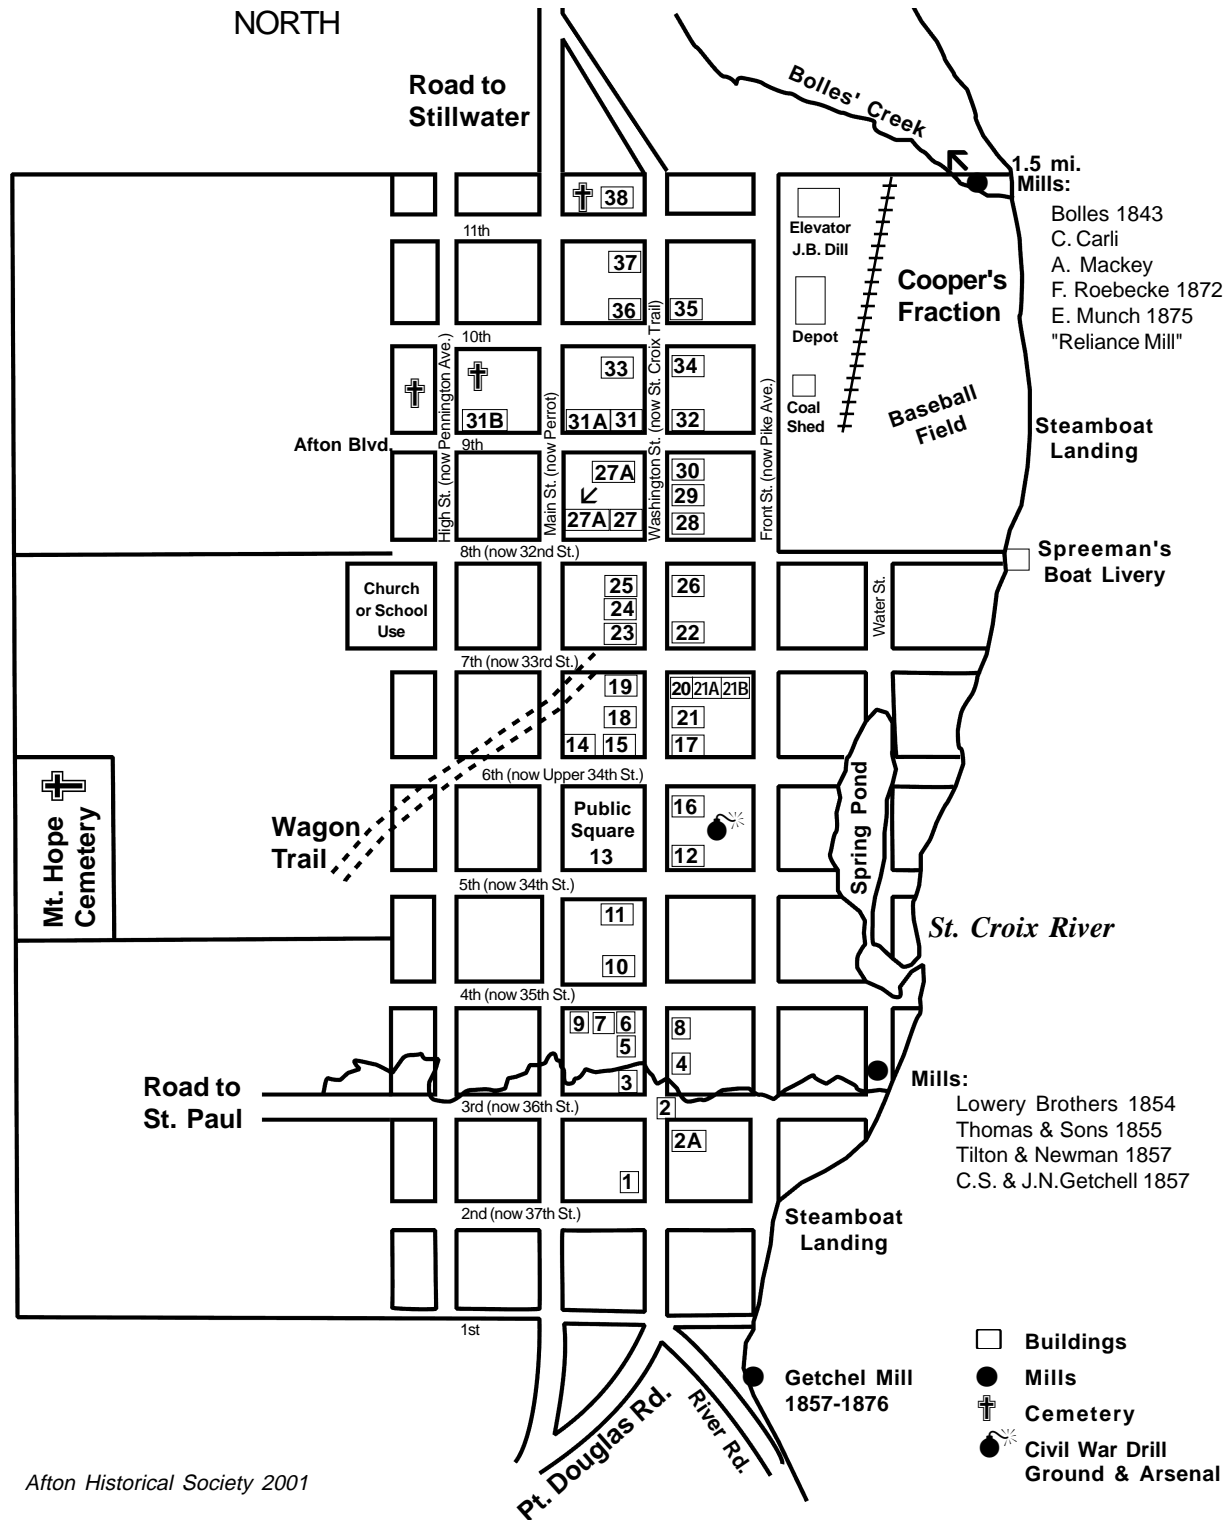 NORTH
Road to
Stillwater
Bolles' Creek
1.5 mi.
Mills:
Bolles 1843
C. Carli
A. Mackey
F. Roebecke 1872
E. Munch 1875
"Reliance Mill"
38
11th
Elevator
J.B. Dill
37
36
35
Cooper's
Fraction
Depot
10th
33
34
Coal
Shed
Baseball
Field
31B
31A
31
32
Steamboat
Landing
Afton Blvd.
9th
High St. (now Pennington Ave.)
Main St. (now Perrot)
Washington St. (now St. Croix Trail)
Front St. (now Pike Ave.)
27A
30
29
27A
27
28
8th (now 32nd St.)
Spreeman's
Boat Livery
Church
or School
Use
25
24
23
26
22
Water St.
7th (now 33rd St.)
19
20
21A
21B
18
21
14
15
17
6th (now Upper 34th St.)
Wagon
Trail
Public
Square
13
16
12
Spring Pond
Mt. Hope
Cemetery
5th (now 34th St.)
11
10
St. Croix River
4th (now 35th St.)
9
7
6
5
3
8
4
Road to
St. Paul
3rd (now 36th St.)
2
2A
Mills:
Lowery Brothers 1854
Thomas & Sons 1855
Tilton & Newman 1857
C.S. & J.N.Getchell 1857
1
2nd (now 37th St.)
Steamboat
Landing
1st
Getchel Mill
1857-1876
Pt. Douglas Rd.
River Rd.
Buildings
Mills
Cemetery
Civil War Drill
Ground & Arsenal
Afton Historical Society 2001